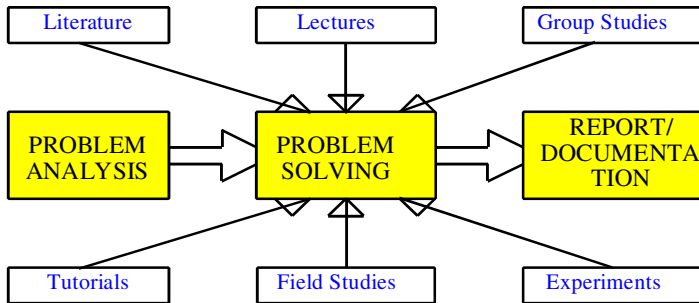 Literature
Lectures
Group Studies
PROBLEM
ANALYSIS
PROBLEM
SOLVING
REPORT/
DOCUMENTA
TION
Tutorials
Field Studies
Experiments